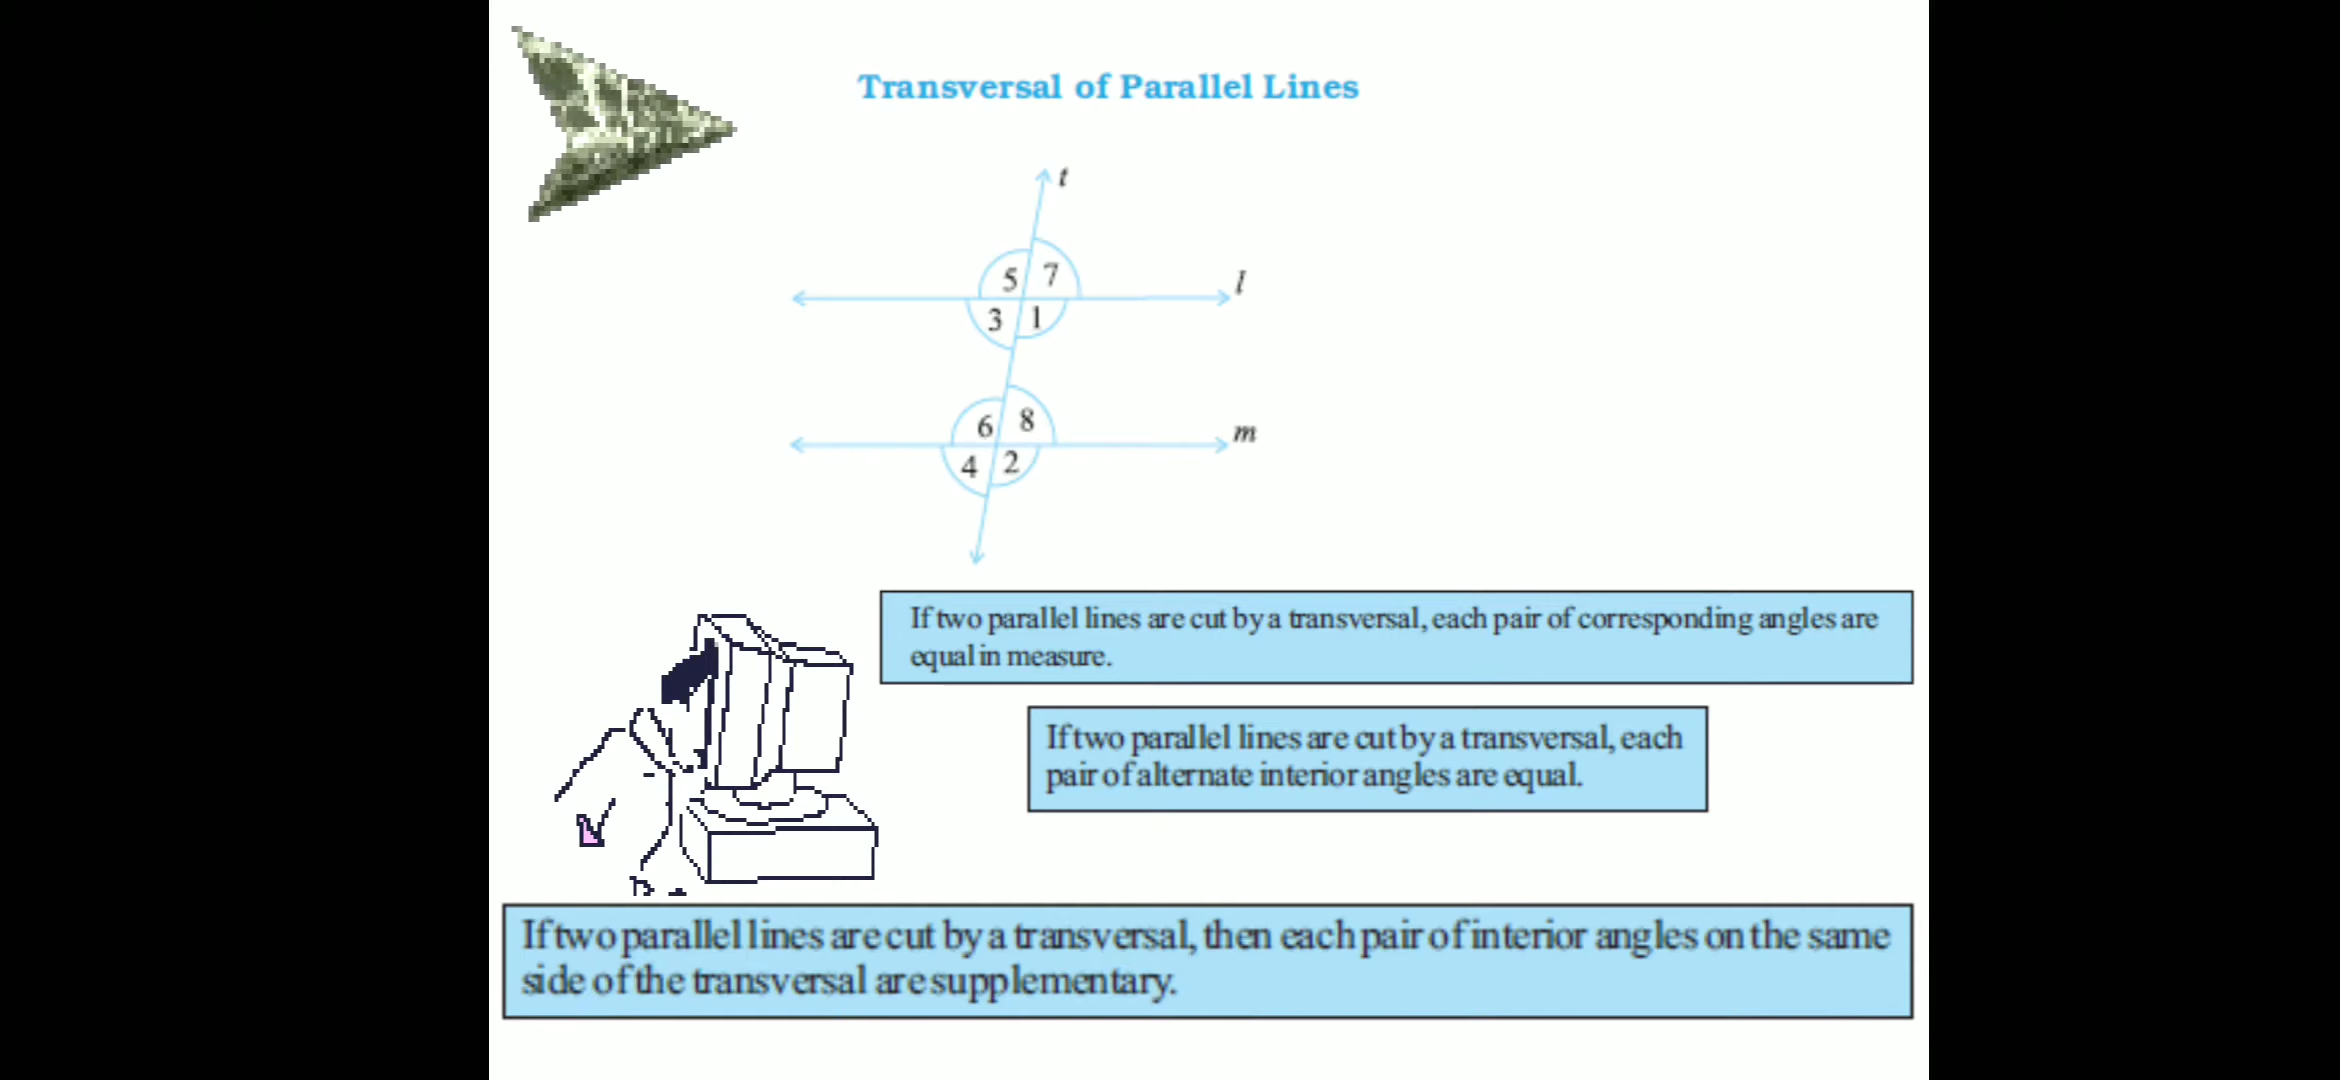 Transversal of Parallel Lines
t
5 7
l
3 1
6 8
m
4 2
If two parallel lines are cut by a transversal, each pair of corresponding angles are
equal in measure.
If two parallel lines are cut by a transversal, each
pair of alternate interior angles are equal.
If two parallel lines are cut by a transversal, then each pair of interior angles on the same
side of the transversal are supplementary.